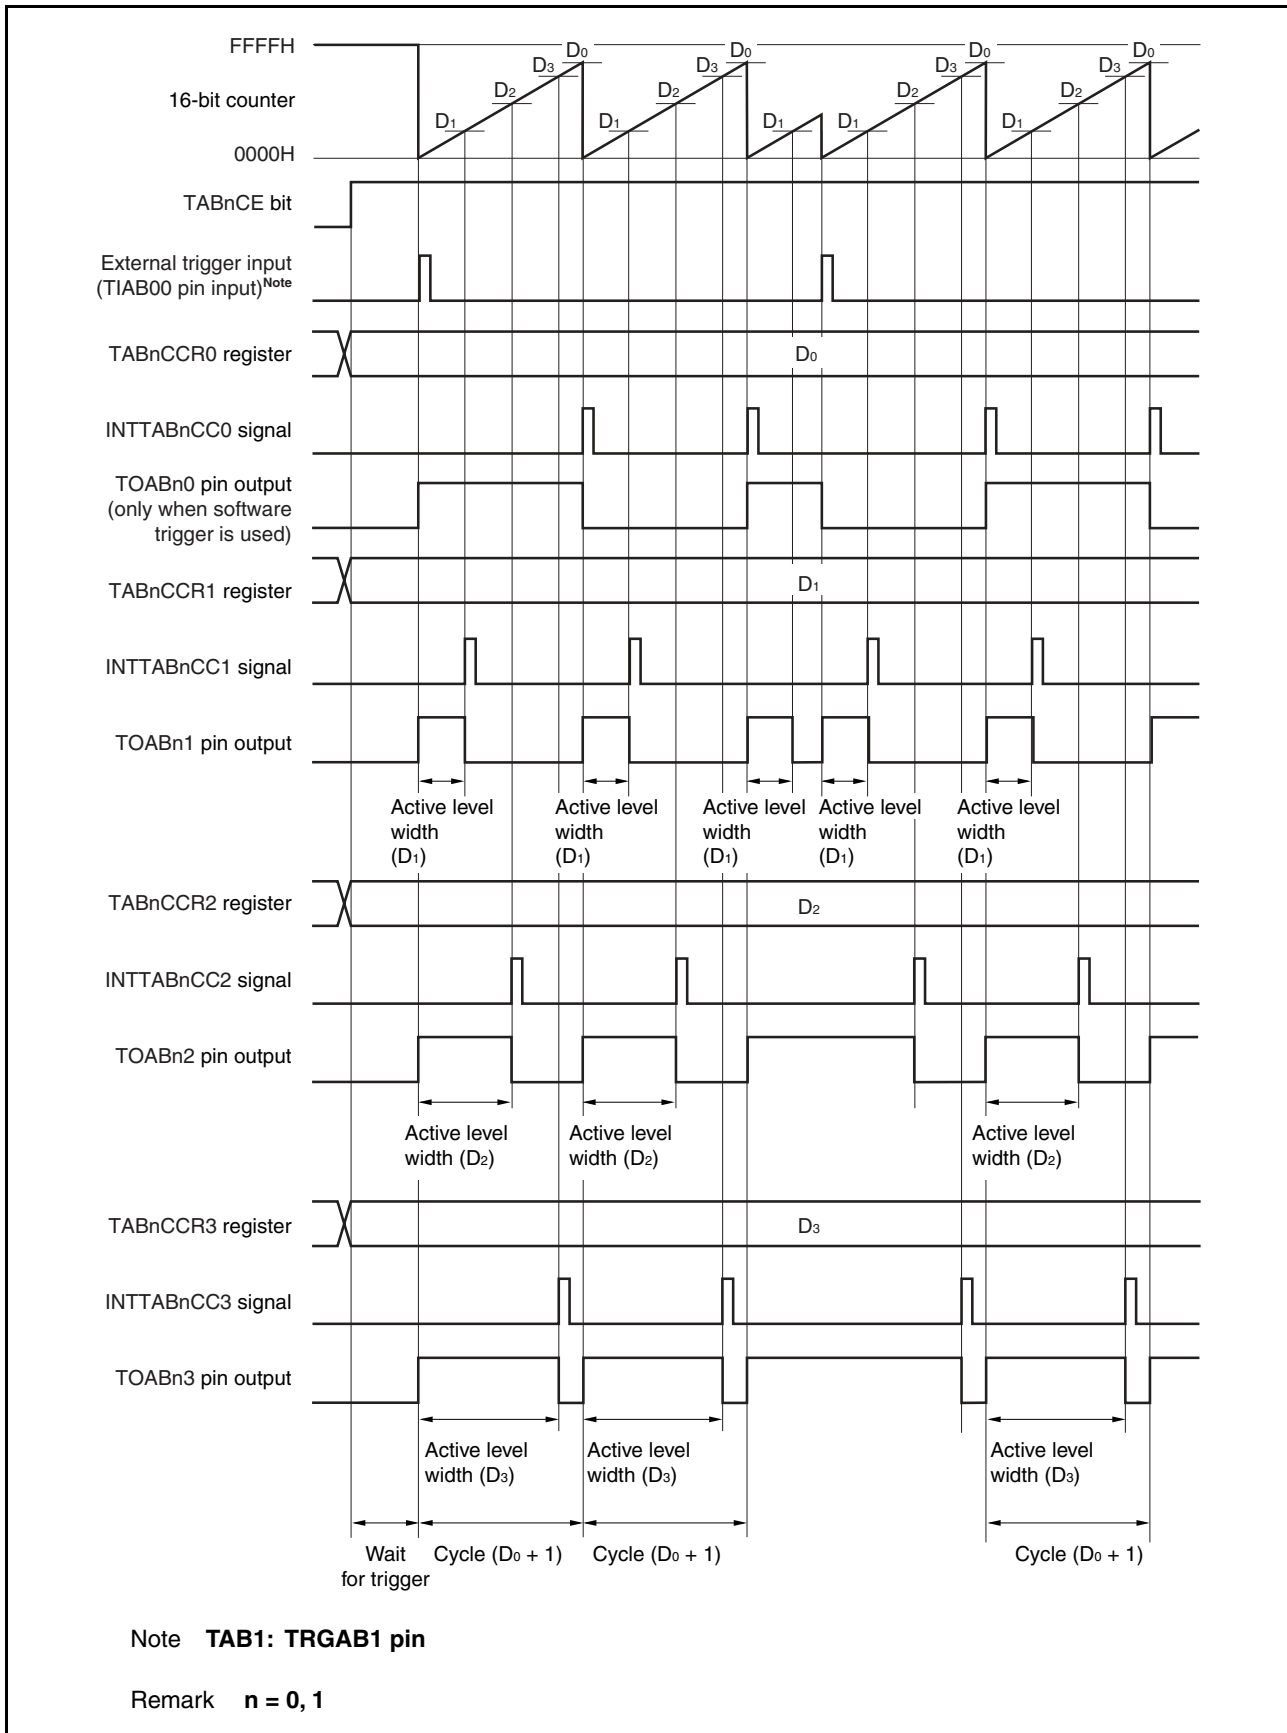 FFFFH
16-bit counter
0000H
D1
D2
D3
D0
D1
D2
D3
D0
D1
D1
D2
D3
D0
D1
D2
D3
D0
TABnCE bit
External trigger input
(TIAB00 pin input)Note
TABnCCR0 register
D0
INTTABnCC0 signal
TOABn0 pin output
(only when software
trigger is used)
TABnCCR1 register
D1
INTTABnCC1 signal
TOABn1 pin output
Active level
width
(D1)
Active level
width
(D1)
Active level
width
(D1)
Active level
width
(D1)
Active level
width
(D1)
TABnCCR2 register
D2
INTTABnCC2 signal
TOABn2 pin output
Active level
width (D2)
Active level
width (D2)
Active level
width (D2)
TABnCCR3 register
D3
INTTABnCC3 signal
TOABn3 pin output
Active level
width (D3)
Active level
width (D3)
Active level
width (D3)
Wait
for trigger
Cycle (D0 + 1)
Cycle (D0 + 1)
Cycle (D0 + 1)
Note TAB1: TRGAB1 pin
Remark n = 0, 1